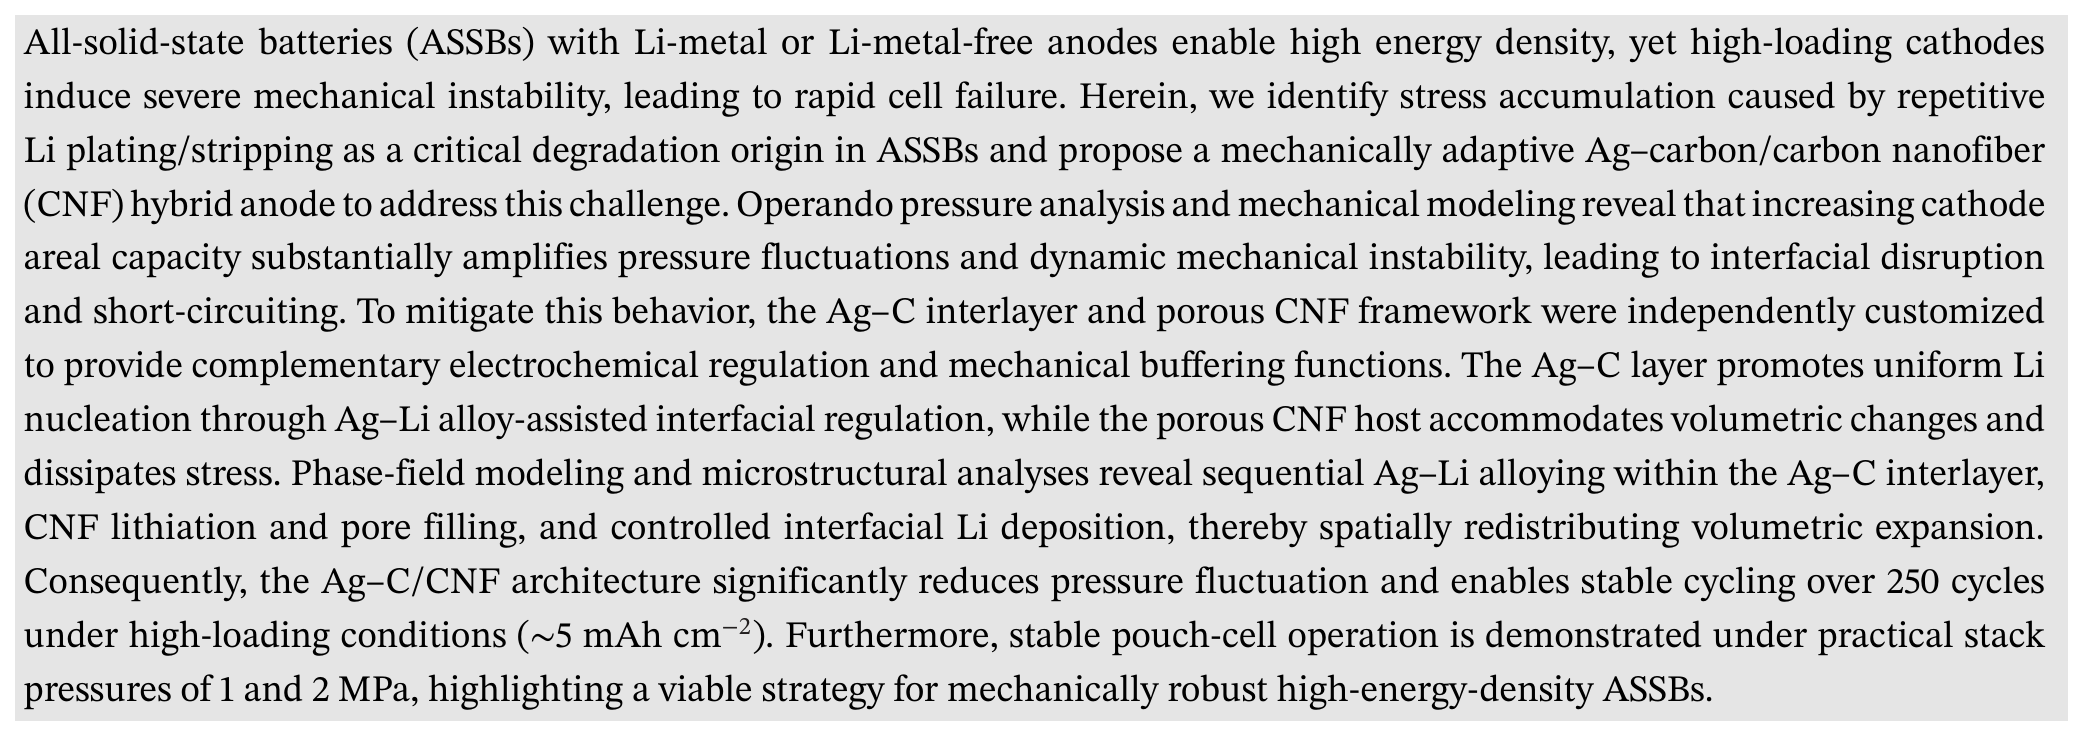 All-solid-state batteries (ASSBs) with Li-metal or Li-metal-free anodes enable high energy density, yet high-loading cathodes
induce severe mechanical instability, leading to rapid cell failure. Herein, we identify stress accumulation caused by repetitive
Li plating/stripping as a critical degradation origin in ASSBs and propose a mechanically adaptive Ag–carbon/carbon nanofiber
(CNF) hybrid anode to address this challenge. Operando pressure analysis and mechanical modeling reveal that increasing cathode
areal capacity substantially amplifies pressure fluctuations and dynamic mechanical instability, leading to interfacial disruption
and short-circuiting. To mitigate this behavior, the Ag–C interlayer and porous CNF framework were independently customized
to provide complementary electrochemical regulation and mechanical buffering functions. The Ag–C layer promotes uniform Li
nucleation through Ag–Li alloy-assisted interfacial regulation, while the porous CNF host accommodates volumetric changes and
dissipates stress. Phase-field modeling and microstructural analyses reveal sequential Ag–Li alloying within the Ag–C interlayer,
CNF lithiation and pore filling, and controlled interfacial Li deposition, thereby spatially redistributing volumetric expansion.
Consequently, the Ag–C/CNF architecture significantly reduces pressure fluctuation and enables stable cycling over 250 cycles
under high-loading conditions (~5 mAh cm⁻²). Furthermore, stable pouch-cell operation is demonstrated under practical stack
pressures of 1 and 2 MPa, highlighting a viable strategy for mechanically robust high-energy-density ASSBs.